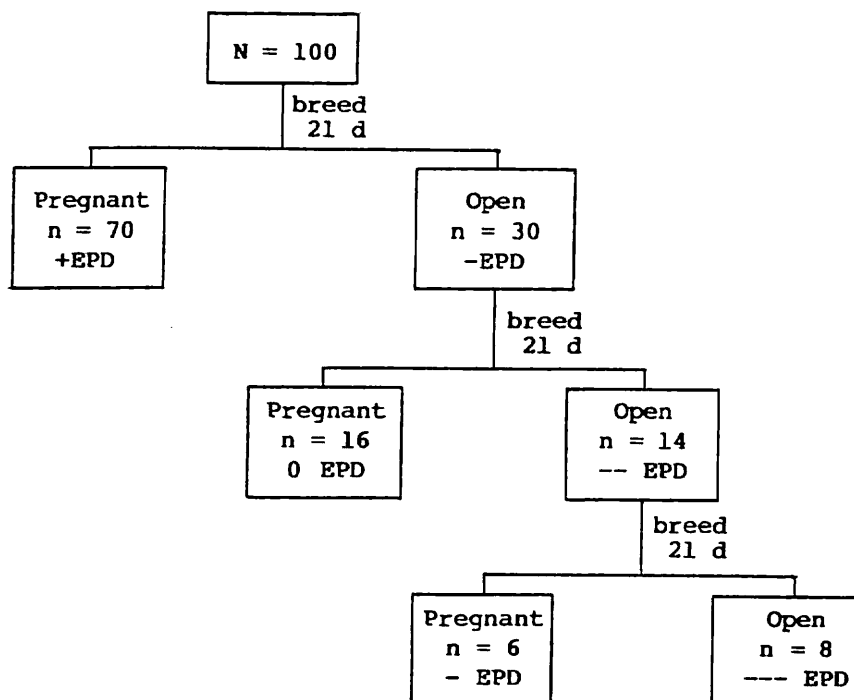 N = 100
breed
21 d
Pregnant
n = 70
+EPD
Open
n = 30
-EPD
breed
21 d
Pregnant
n = 16
0 EPD
Open
n = 14
-- EPD
breed
21 d
Pregnant
n = 6
- EPD
Open
n = 8
--- EPD